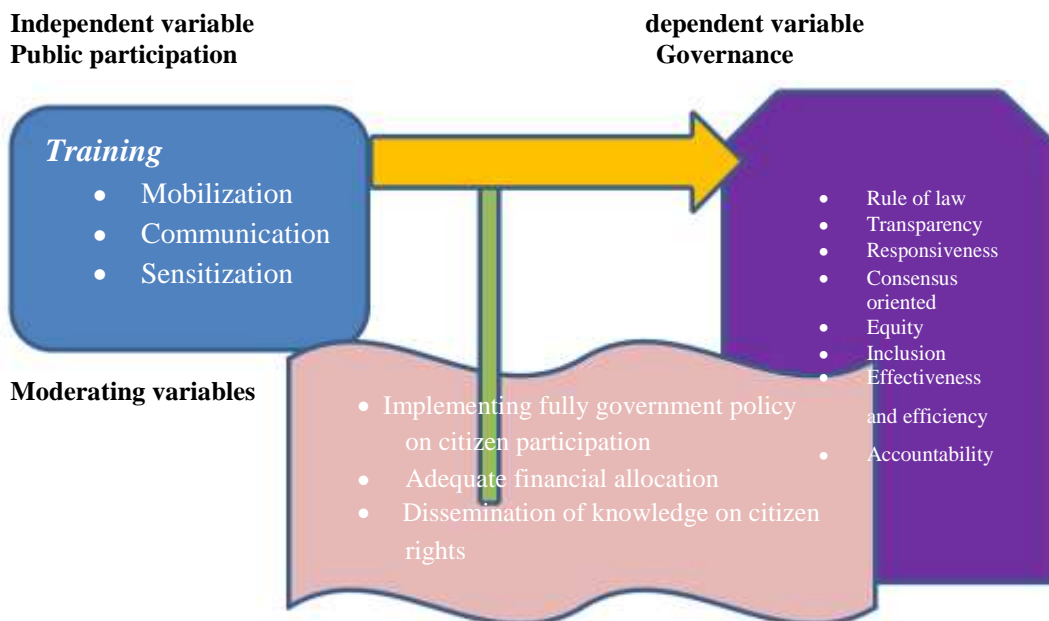 Independent variable
Public participation
dependent variable
Governance
Training
• Mobilization
• Communication
• Sensitization
• Rule of law
• Transparency
• Responsiveness
• Consensus
oriented
• Equity
• Inclusion
• Effectiveness
and efficiency
• Accountability
Moderating variables
• Implementing fully government policy
on citizen participation
• Adequate financial allocation
• Dissemination of knowledge on citizen
rights